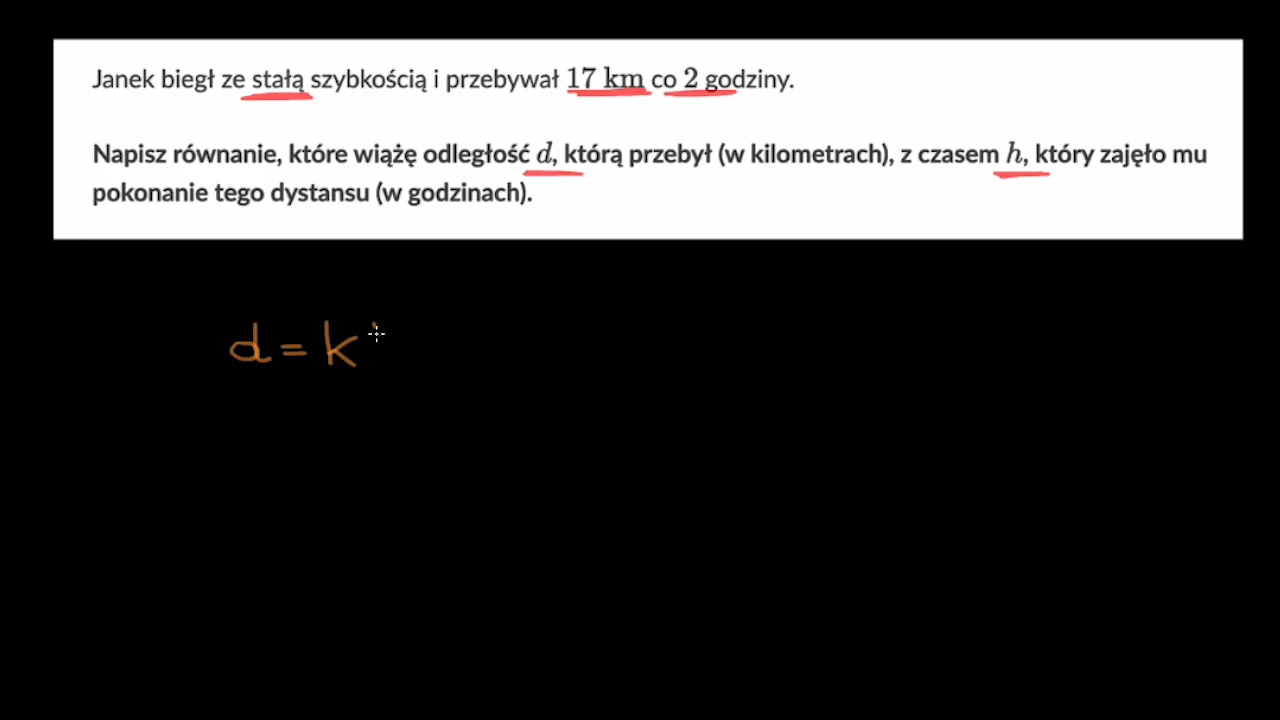 Janek biegł ze stałą szybkością i przebywał 17 km co 2 godziny.
Napisz równanie, które wiążę odległość d, którą przebył (w kilometrach), z czasem h, który zajęło mu
pokonanie tego dystansu (w godzinach).
d = k